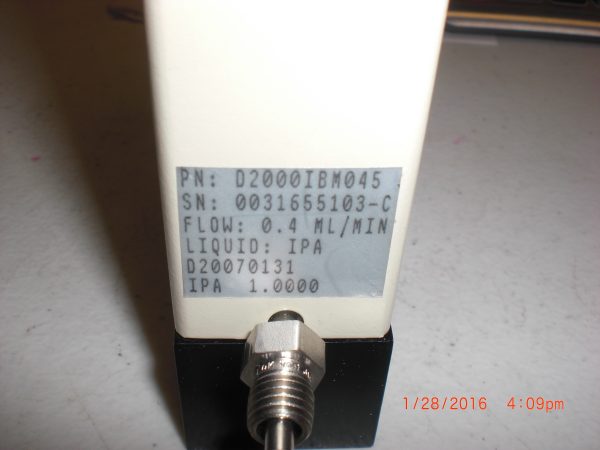 PN: D2000IBM045
SN: 0031655103-C
FLOW: 0.4 ML/MIN
LIQUID: IPA
D20070131
IPA 1.0000
1/28/2016 4:09pm